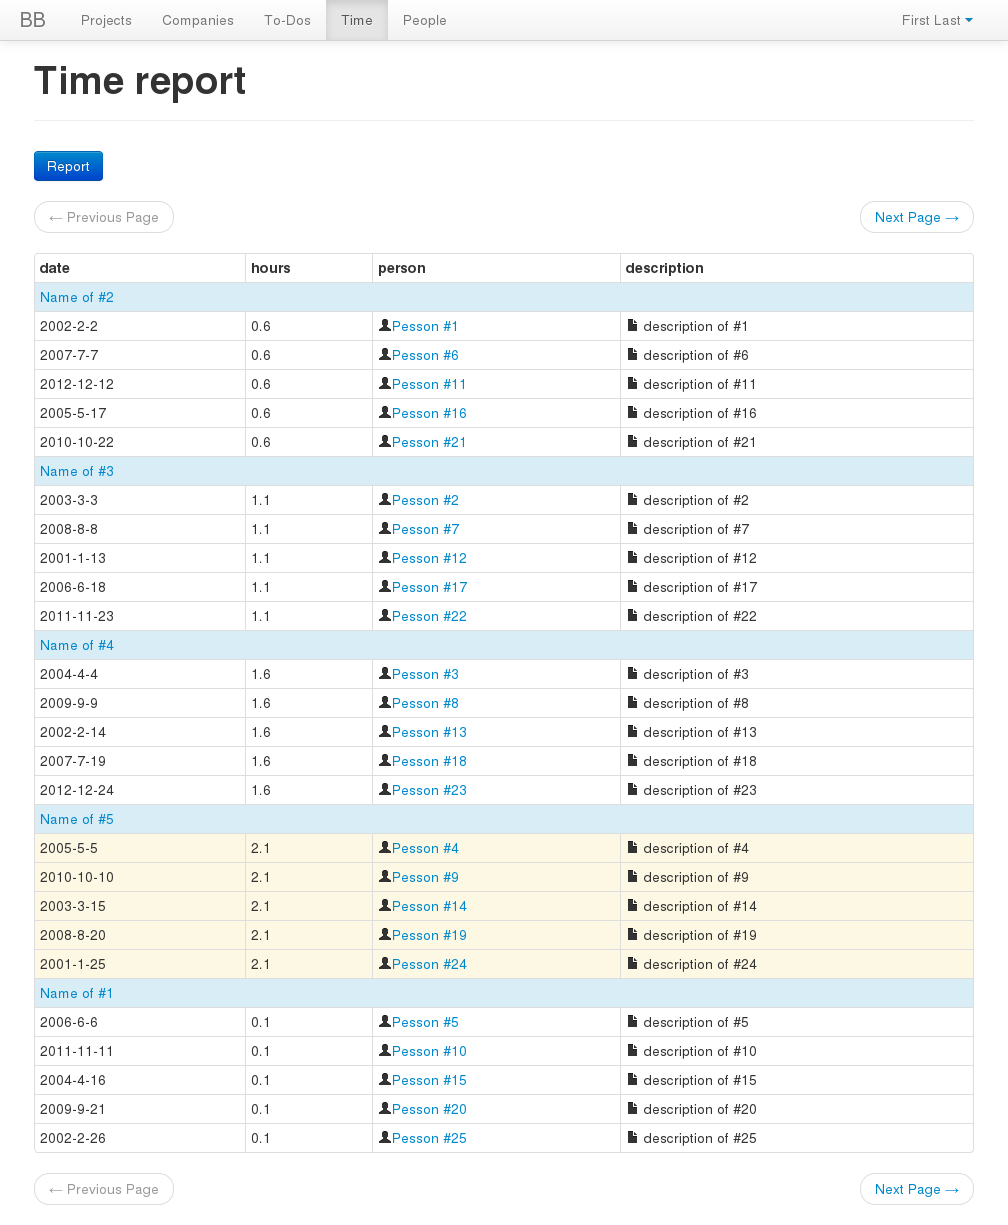 BB Projects Companies To-Dos Time People First Last
Time report
Report
← Previous Page Next Page →
date hours person description
Name of #2
2002-2-2 0.6 Pesson #1 description of #1
2007-7-7 0.6 Pesson #6 description of #6
2012-12-12 0.6 Pesson #11 description of #11
2005-5-17 0.6 Pesson #16 description of #16
2010-10-22 0.6 Pesson #21 description of #21
Name of #3
2003-3-3 1.1 Pesson #2 description of #2
2008-8-8 1.1 Pesson #7 description of #7
2001-1-13 1.1 Pesson #12 description of #12
2006-6-18 1.1 Pesson #17 description of #17
2011-11-23 1.1 Pesson #22 description of #22
Name of #4
2004-4-4 1.6 Pesson #3 description of #3
2009-9-9 1.6 Pesson #8 description of #8
2002-2-14 1.6 Pesson #13 description of #13
2007-7-19 1.6 Pesson #18 description of #18
2012-12-24 1.6 Pesson #23 description of #23
Name of #5
2005-5-5 2.1 Pesson #4 description of #4
2010-10-10 2.1 Pesson #9 description of #9
2003-3-15 2.1 Pesson #14 description of #14
2008-8-20 2.1 Pesson #19 description of #19
2001-1-25 2.1 Pesson #24 description of #24
Name of #1
2006-6-6 0.1 Pesson #5 description of #5
2011-11-11 0.1 Pesson #10 description of #10
2004-4-16 0.1 Pesson #15 description of #15
2009-9-21 0.1 Pesson #20 description of #20
2002-2-26 0.1 Pesson #25 description of #25
← Previous Page Next Page →